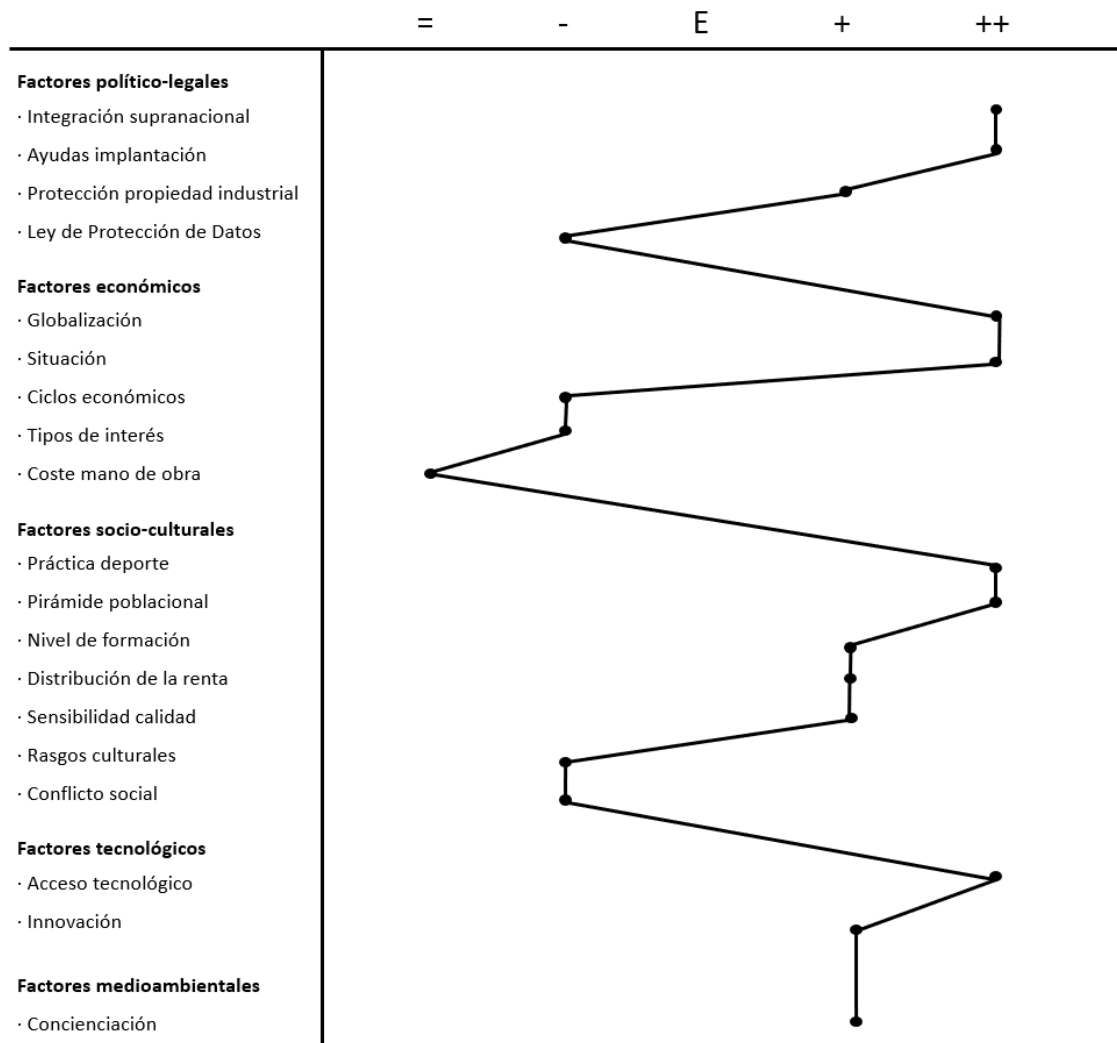 = - E + ++
Factores político-legales
· Integración supranacional
· Ayudas implantación
· Protección propiedad industrial
· Ley de Protección de Datos
Factores económicos
· Globalización
· Situación
· Ciclos económicos
· Tipos de interés
· Coste mano de obra
Factores socio-culturales
· Práctica deporte
· Pirámide poblacional
· Nivel de formación
· Distribución de la renta
· Sensibilidad calidad
· Rasgos culturales
· Conflicto social
Factores tecnológicos
· Acceso tecnológico
· Innovación
Factores medioambientales
· Concienciación